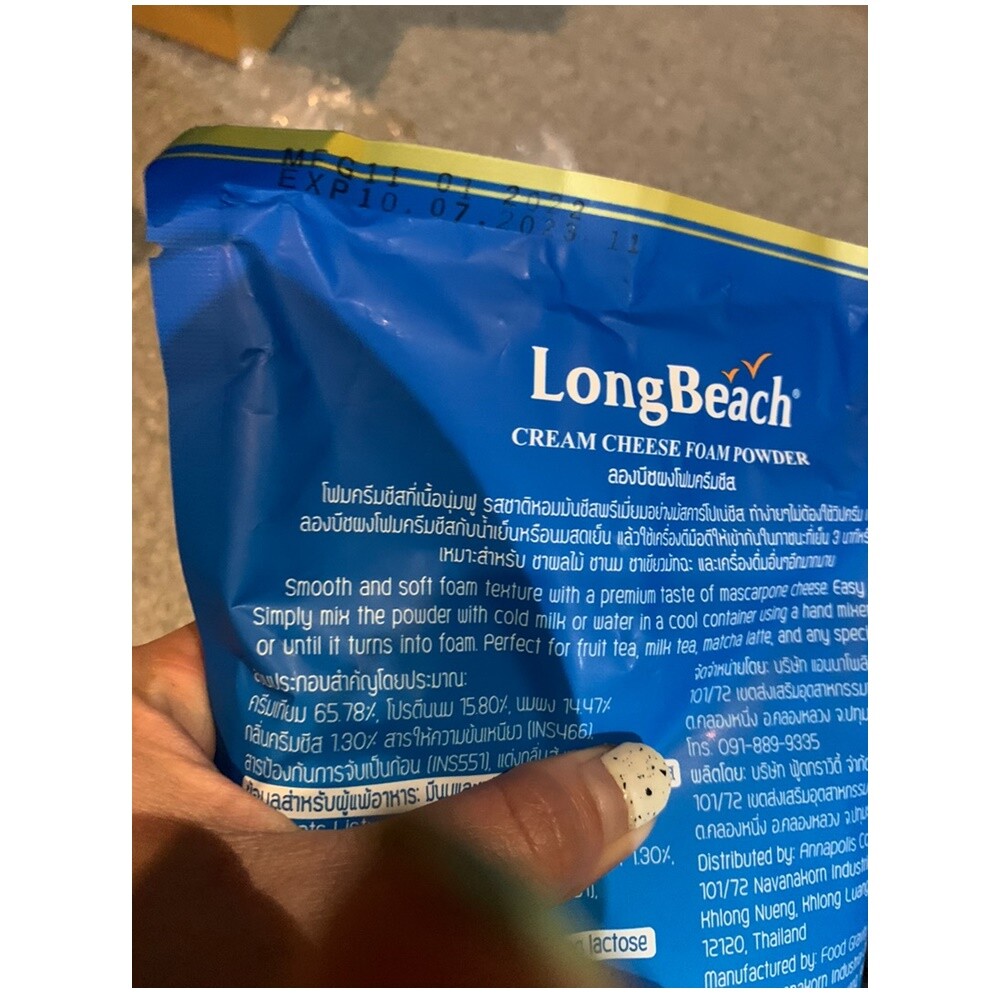 MFG11 01 2022
EXP10.07.2023 11
LongBeach®
CREAM CHEESE FOAM POWDER
ลองบีชผงโฟมครีมชีส
โฟมครีมชีสที่เนื้อนุ่มฟู รสชาติหอมมันชีสพรีเมี่ยมอย่างมัสคาร์โปเน่ชีส ทำง่ายๆไม่ต้องใช้วิปครีม
ลองบีชผงโฟมครีมชีสกับน้ำเย็นหรือนมสดเย็น แล้วใช้เครื่องตีมือตีให้เข้ากันในภาชนะที่เย็น 3
เหมาะสำหรับ ชาผลไม้ ชานม ชาเขียวมัทฉะ และเครื่องดื่มอื่นๆอีกมากมาย
Smooth and soft foam texture with a premium taste of mascarpone cheese. Easy
Simply mix the powder with cold milk or water in a cool container using a hand mixer
or until it turns into foam. Perfect for fruit tea, milk tea, matcha latte, and any
ประกอบสำคัญโดยประมาณ:
ครีมเทียม 65.78%, โปรตีนนม 15.80%, นมผง 14.47%
กลิ่นครีมชีส 1.30% สารให้ความข้นเหนียว (INS466),
สารป้องกันการจับเป็นก้อน (INS551),
สำหรับผู้แพ้อาหาร:
1.30%,
lactose
จัดจำหน่ายโดย: บริษัท
101/72 เขตส่งเสริมอุตสาหกรรม
ต.คลองหนึ่ง อ.คลองหลวง
โทร. 091-889-9335
ผลิตโดย: บริษัท ฟู้ดกราวิตี้
101/72 เขตส่งเสริมอุตสาหกรรม
ต.คลองหนึ่ง อ.คลองหลวง
Distributed by: Annapolis
101/72 Navanakorn
Khlong Nueng, Khlong Luang
12120, Thailand
Manufactured by: Food